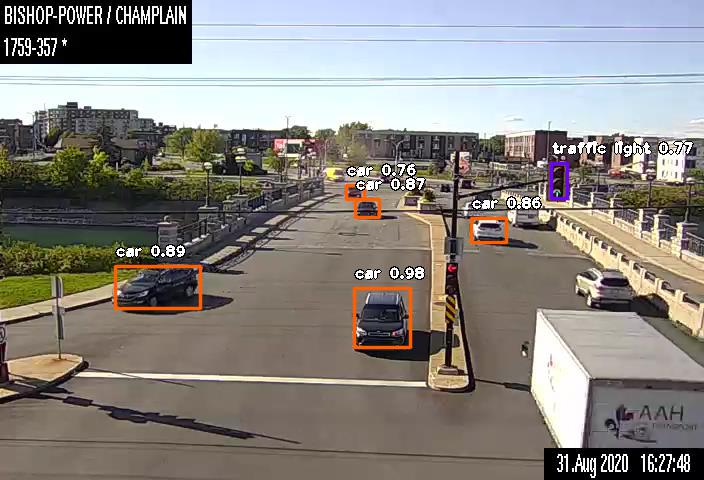 BISHOP-POWER / CHAMPLAIN
1759-357 *
traffic light 0.77
car 0.76
car 0.87
car 0.86
car 0.89
car 0.98
AAH
TRANSPORT
31.Aug 2020 16:27:48